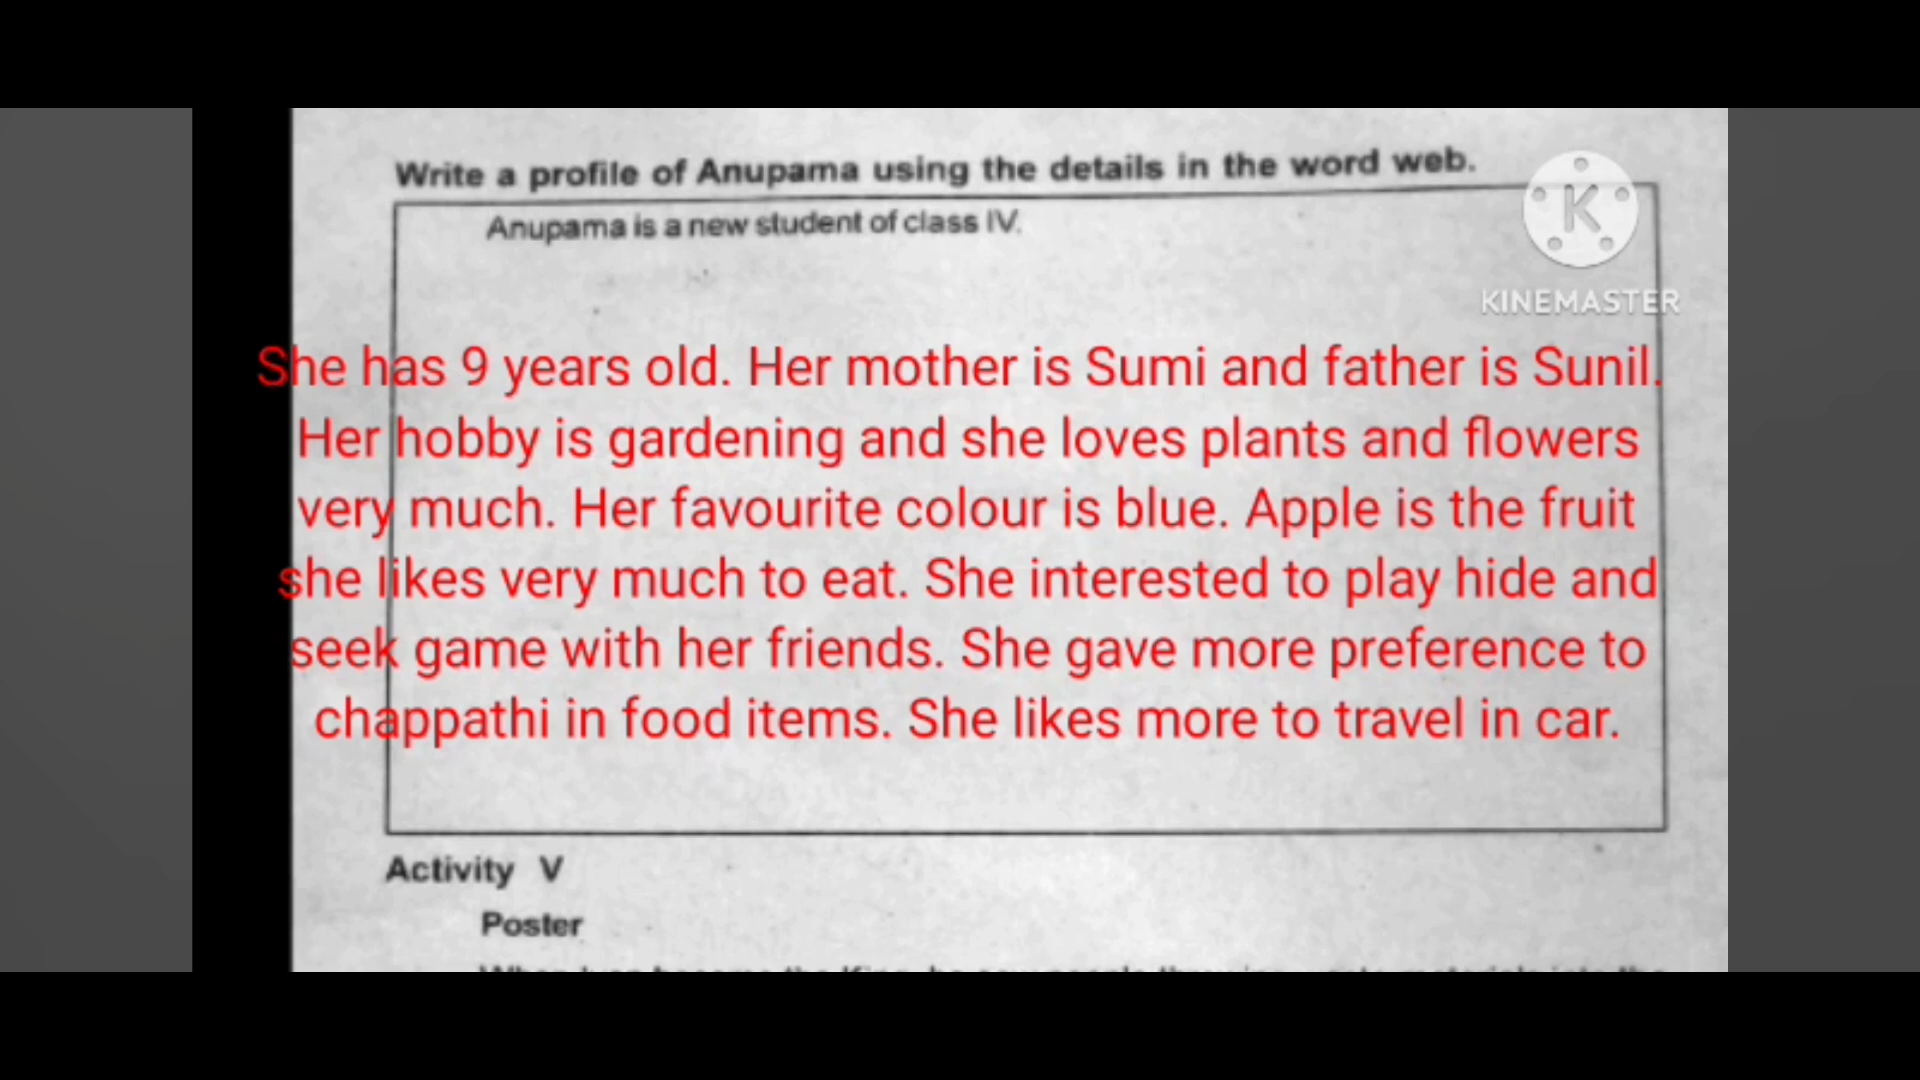 Write a profile of Anupama using the details in the word web.
Anupama is a new student of class IV.
KINEMASTER
She has 9 years old. Her mother is Sumi and father is Sunil.
Her hobby is gardening and she loves plants and flowers
very much. Her favourite colour is blue. Apple is the fruit
she likes very much to eat. She interested to play hide and
seek game with her friends. She gave more preference to
chappathi in food items. She likes more to travel in car.
Activity V
Poster